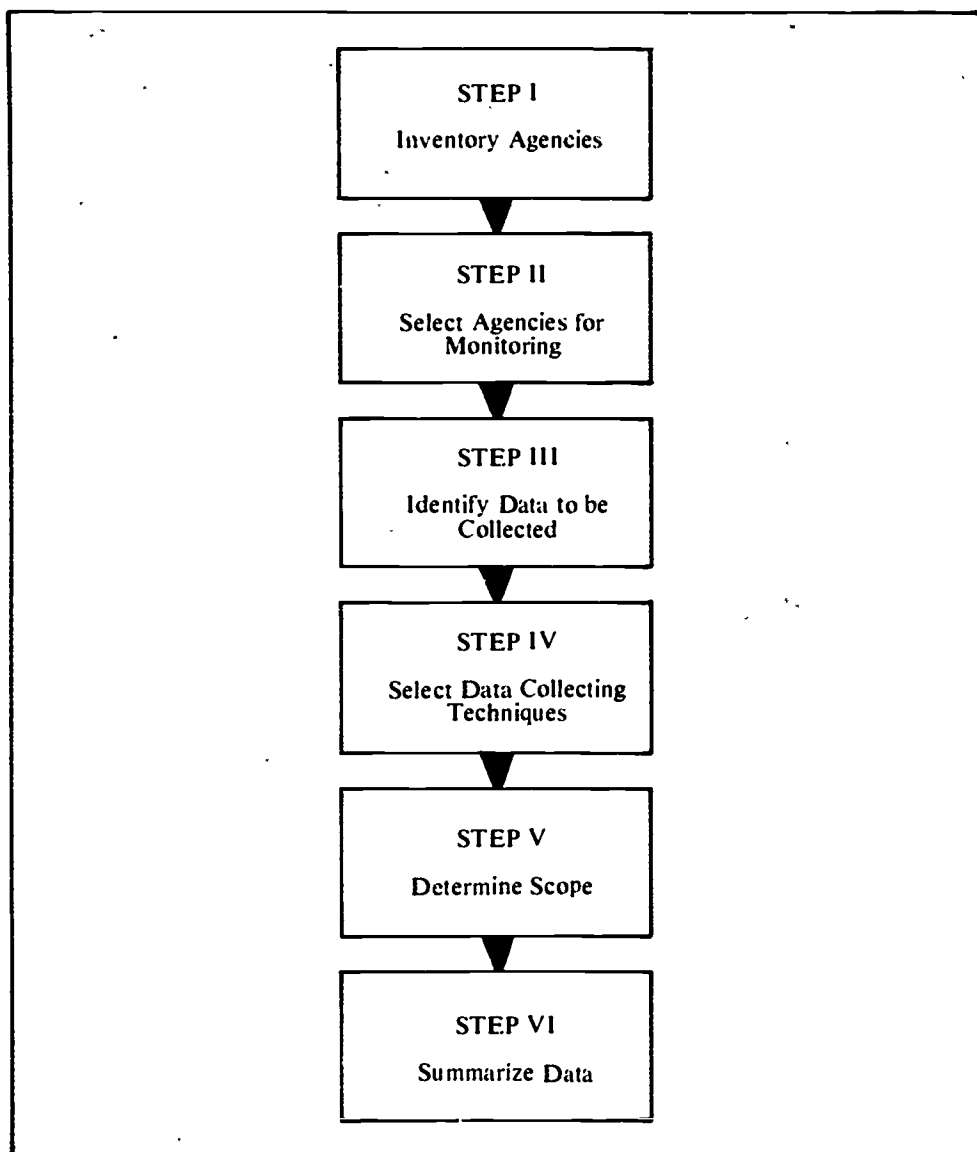 STEP I
Inventory Agencies
STEP II
Select Agencies for
Monitoring
STEP III
Identify Data to be
Collected
STEP IV
Select Data Collecting
Techniques
STEP V
Determine Scope
STEP VI
Summarize Data